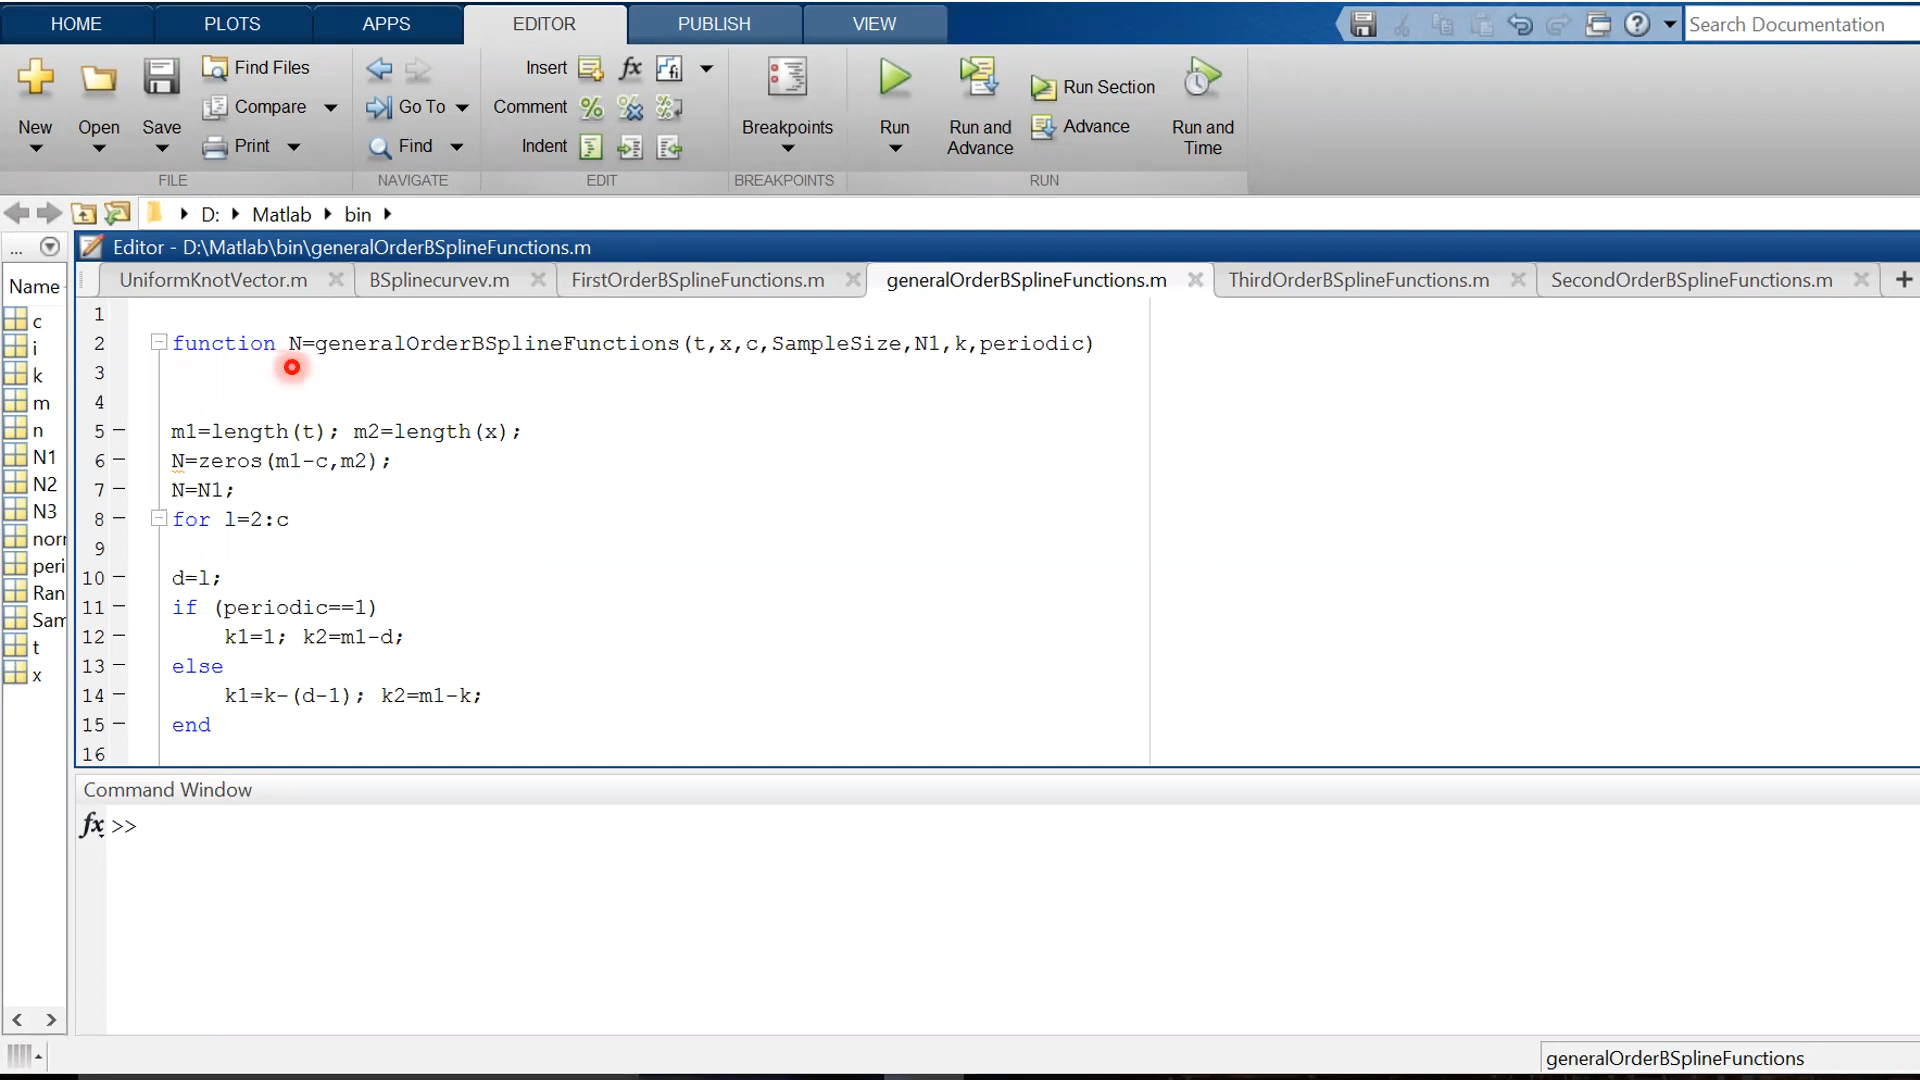 HOME PLOTS APPS EDITOR PUBLISH VIEW Search Documentation
New Open Save Find Files Compare Print
FILE
Go To Find
NAVIGATE
Insert fx fi
Comment % %
Indent
EDIT
Breakpoints
BREAKPOINTS
Run Run and Advance Run Section Advance Run and Time
RUN
D: Matlab bin
... Editor - D:\Matlab\bin\generalOrderBSplineFunctions.m
UniformKnotVector.m BSplinecurvev.m FirstOrderBSplineFunctions.m generalOrderBSplineFunctions.m ThirdOrderBSplineFunctions.m SecondOrderBSplineFunctions.m +
Name
c
i
k
m
n
N1
N2
N3
norr
peri
Ran
Sam
t
x
1
2 function N=generalOrderBSplineFunctions(t,x,c,SampleSize,N1,k,periodic)
3
4
5 m1=length(t); m2=length(x);
6 N=zeros(m1-c,m2);
7 N=N1;
8 for l=2:c
9
10 d=l;
11 if (periodic==1)
12 k1=1; k2=m1-d;
13 else
14 k1=k-(d-1); k2=m1-k;
15 end
16
Command Window
fx >>
generalOrderBSplineFunctions